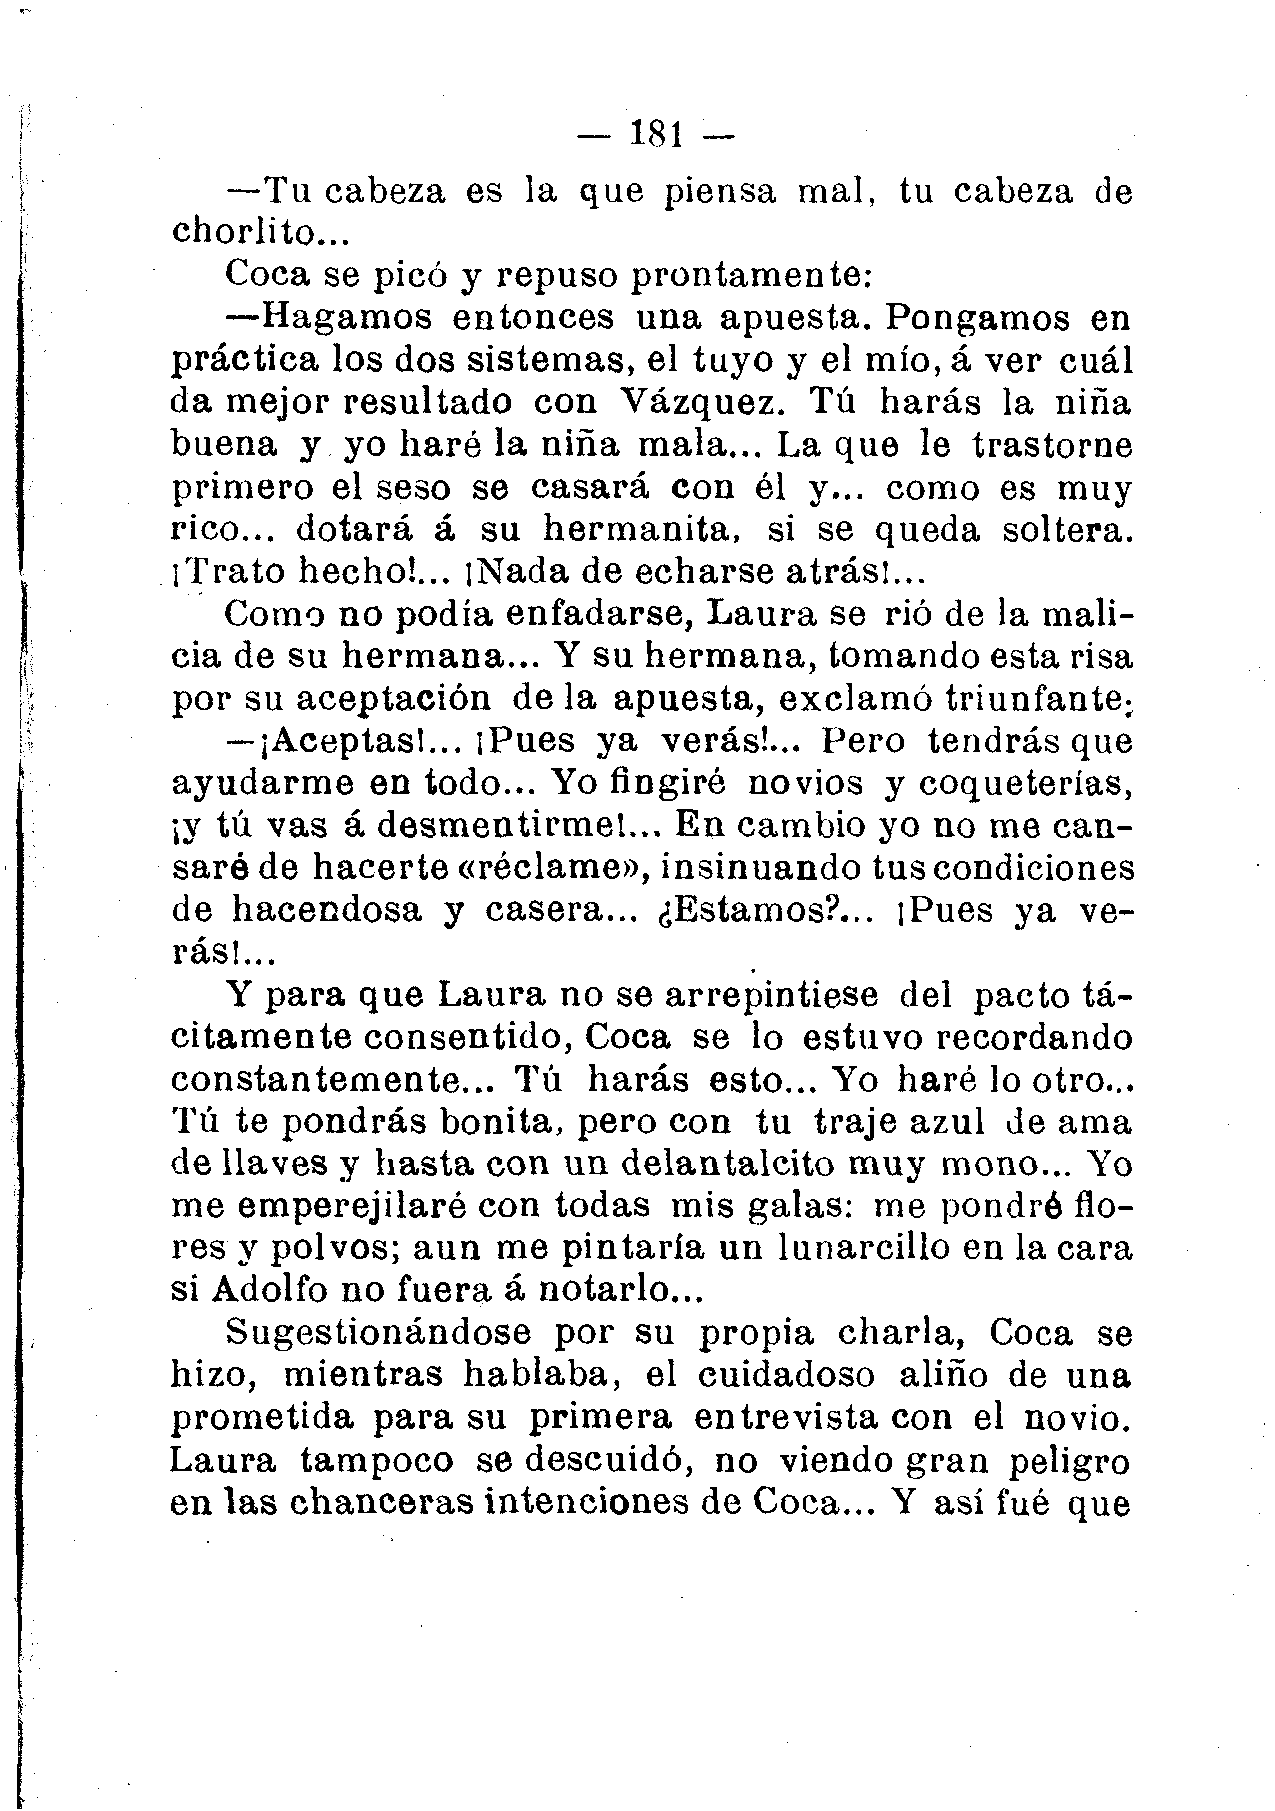 — 181 —
—Tu cabeza es la que piensa mal, tu cabeza de
chorlito...
Coca se picó y repuso prontamente:
—Hagamos entonces una apuesta. Pongamos en
práctica los dos sistemas, el tuyo y el mío, á ver cuál
da mejor resultado con Vázquez. Tú harás la niña
buena y yo haré la niña mala... La que le trastorne
primero el seso se casará con él y... como es muy
rico... dotará á su hermanita, si se queda soltera.
¡Trato hecho!... ¡Nada de echarse atrás!...
Como no podía enfadarse, Laura se rió de la mali-
cia de su hermana... Y su hermana, tomando esta risa
por su aceptación de la apuesta, exclamó triunfante:
—¡Aceptas!... ¡Pues ya verás!... Pero tendrás que
ayudarme en todo... Yo fingiré novios y coqueterías,
¡y tú vas á desmentirme!... En cambio yo no me can-
saré de hacerte «réclame», insinuando tus condiciones
de hacendosa y casera... ¿Estamos?... ¡Pues ya ve-
rás!...
Y para que Laura no se arrepintiese del pacto tá-
citamente consentido, Coca se lo estuvo recordando
constantemente... Tú harás esto... Yo haré lo otro...
Tú te pondrás bonita, pero con tu traje azul de ama
de llaves y hasta con un delantalcito muy mono... Yo
me emperejilaré con todas mis galas: me pondré flo-
res y polvos; aun me pintaría un lunarcillo en la cara
si Adolfo no fuera á notarlo...
Sugestionándose por su propia charla, Coca se
hizo, mientras hablaba, el cuidadoso aliño de una
prometida para su primera entrevista con el novio.
Laura tampoco se descuidó, no viendo gran peligro
en las chanceras intenciones de Coca... Y así fué que